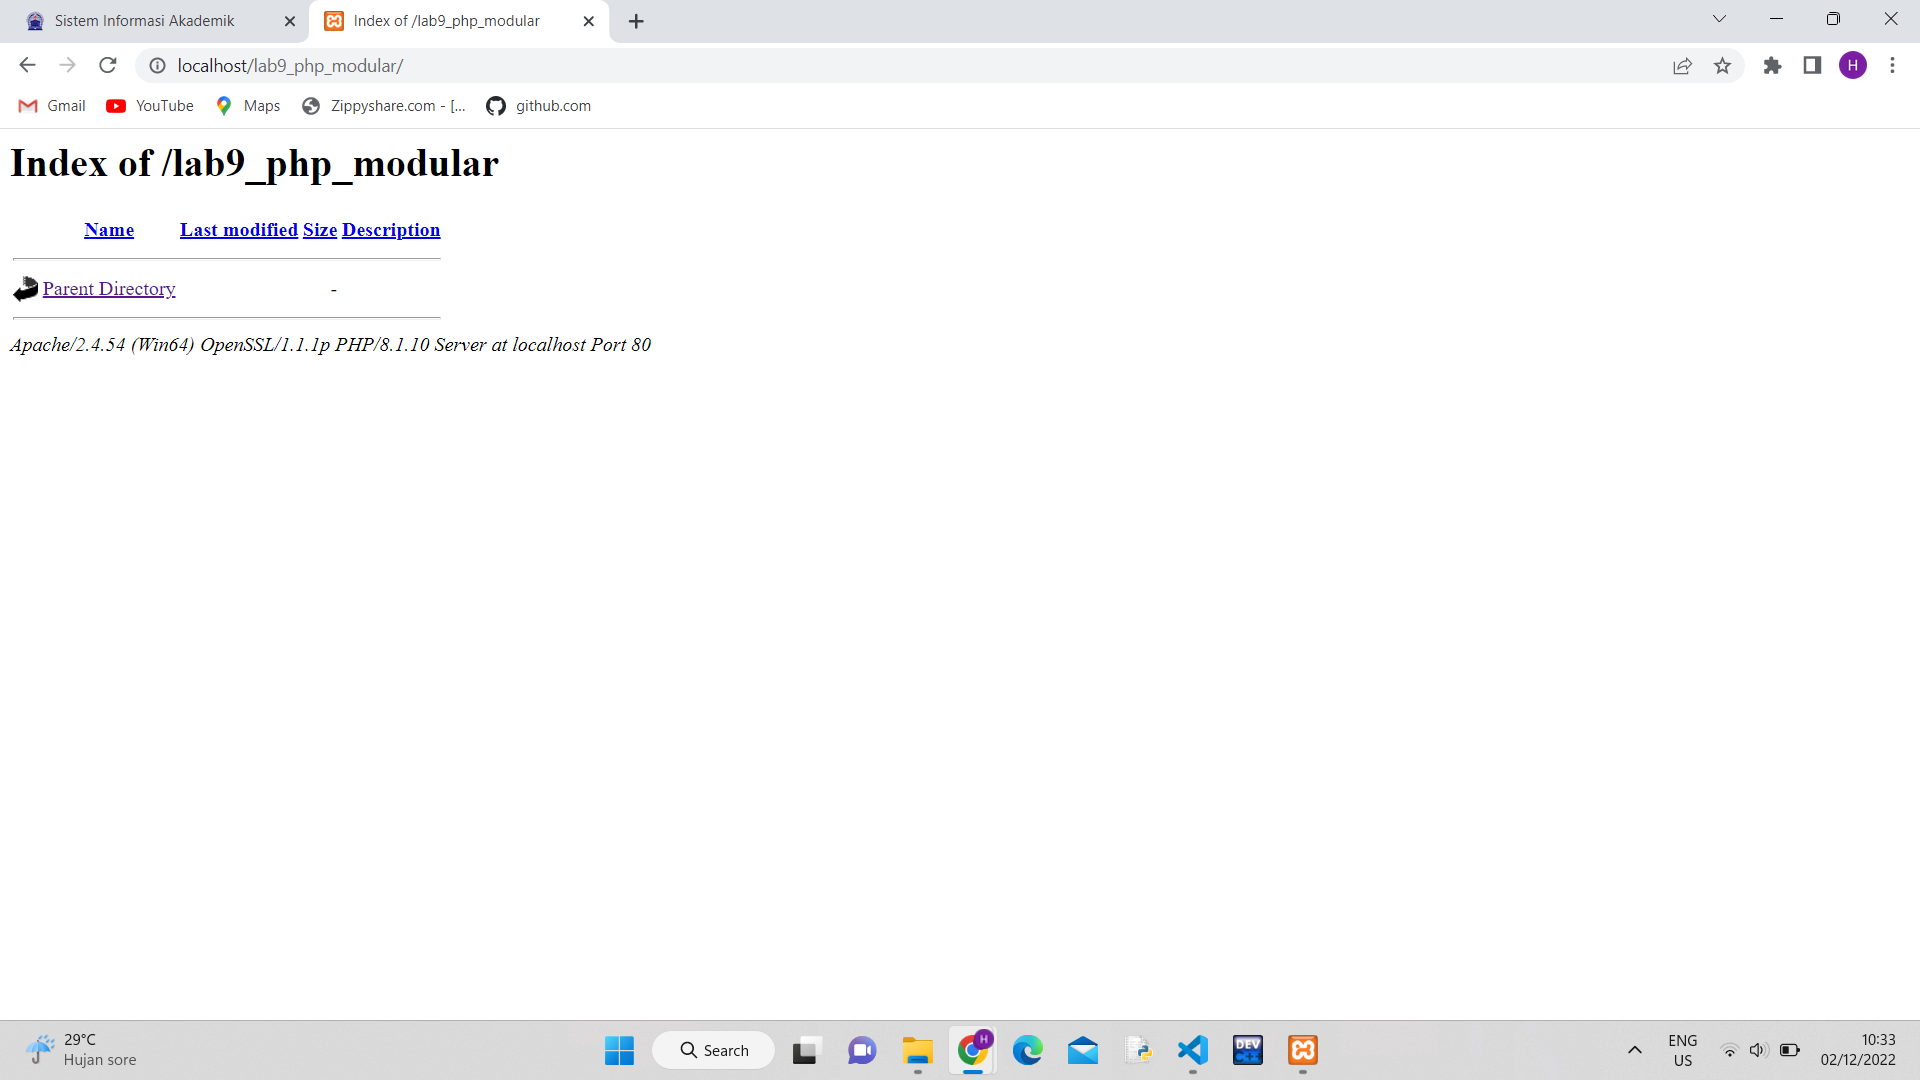 Sistem Informasi Akademik
Index of /lab9_php_modular
localhost/lab9_php_modular/
H
Gmail
YouTube
Maps
Zippyshare.com - [...
github.com
Index of /lab9_php_modular
Name Last modified Size Description
Parent Directory -
Apache/2.4.54 (Win64) OpenSSL/1.1.1p PHP/8.1.10 Server at localhost Port 80
29°C
Hujan sore
Search
H
DEV
C++
ENG
US
10:33
02/12/2022